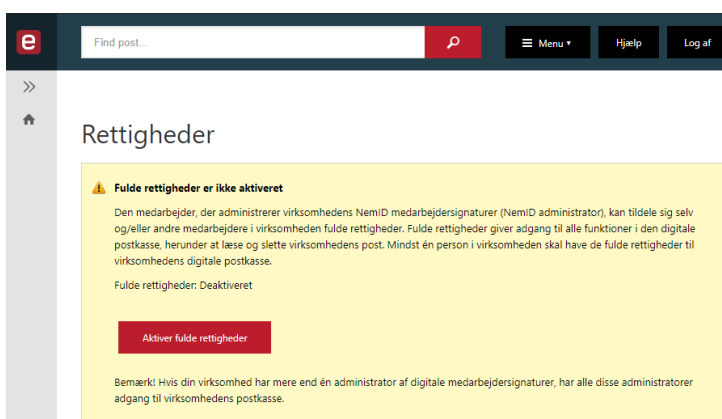 e
Find post...
Menu
Hjælp
Log af
Rettigheder
Fulde rettigheder er ikke aktiveret
Den medarbejder, der administrerer virksomhedens NemID medarbejdersignaturer (NemID administrator), kan tildele sig selv
og/eller andre medarbejdere i virksomheden fulde rettigheder. Fulde rettigheder giver adgang til alle funktioner i den digitale
postkasse, herunder at læse og slette virksomhedens post. Mindst én person i virksomheden skal have de fulde rettigheder til
virksomhedens digitale postkasse.
Fulde rettigheder: Deaktiveret
Aktiver fulde rettigheder
Bemærk! Hvis din virksomhed har mere end én administrator af digitale medarbejdersignaturer, har alle disse administratorer
adgang til virksomhedens postkasse.